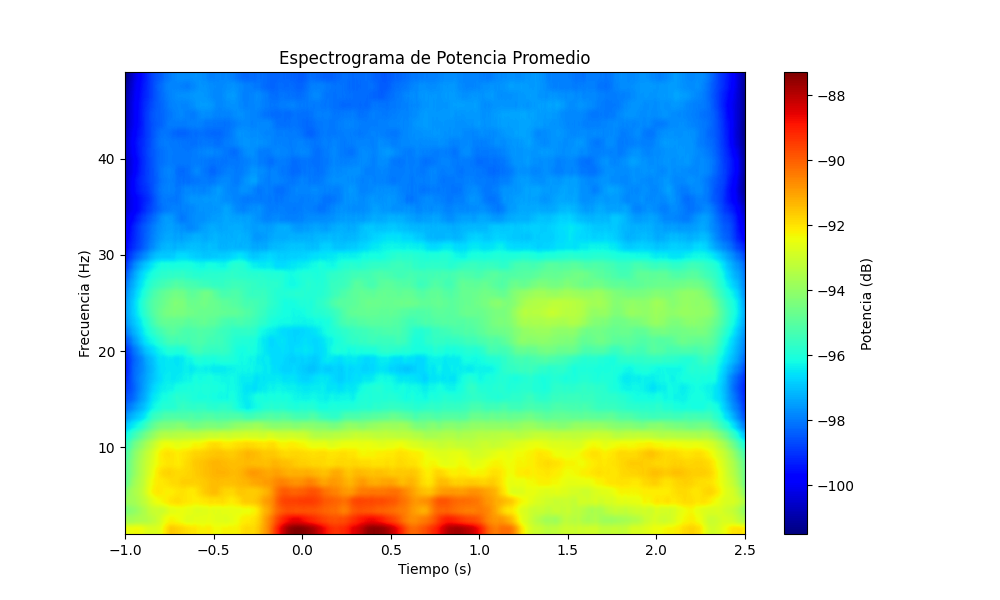 Espectrograma de Potencia Promedio
Frecuencia (Hz)
40
30
20
10
−1.0 −0.5 0.0 0.5 1.0 1.5 2.0 2.5
Tiempo (s)
−88
−90
−92
−94
−96
−98
−100
Potencia (dB)